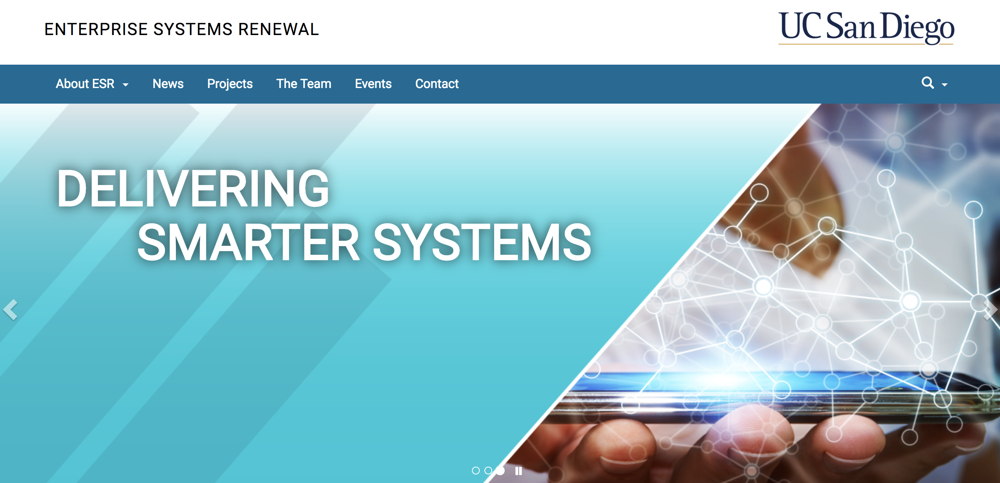 ENTERPRISE SYSTEMS RENEWAL
UC San Diego
About ESR News Projects The Team Events Contact
DELIVERING
SMARTER SYSTEMS